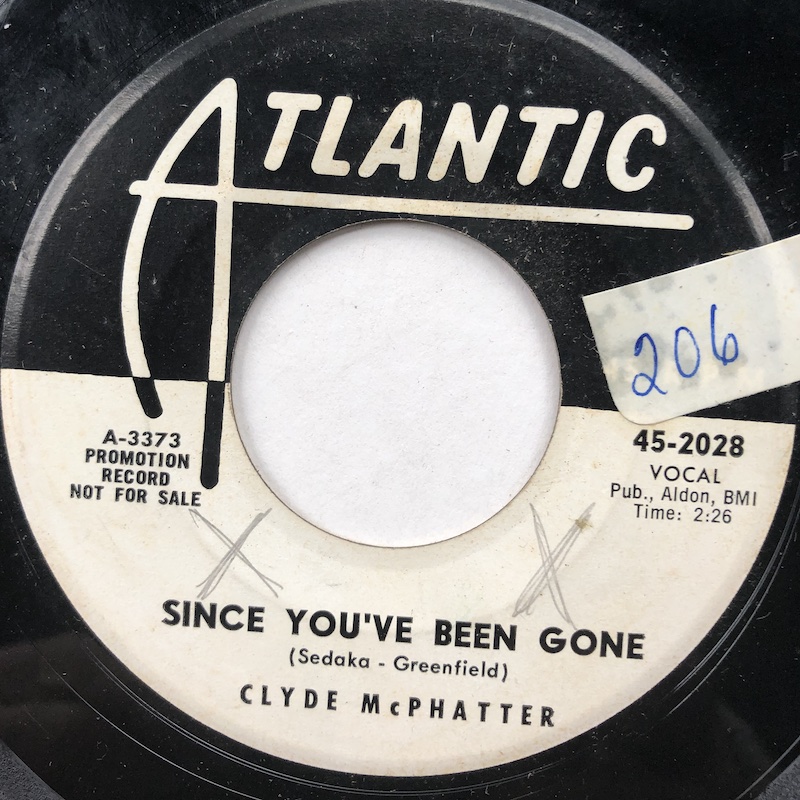 ATLANTIC
206
A-3373
PROMOTION
RECORD
NOT FOR SALE
45-2028
VOCAL
Pub., Aldon, BMI
Time: 2:26
X X
SINCE YOU'VE BEEN GONE
(Sedaka - Greenfield)
CLYDE McPHATTER